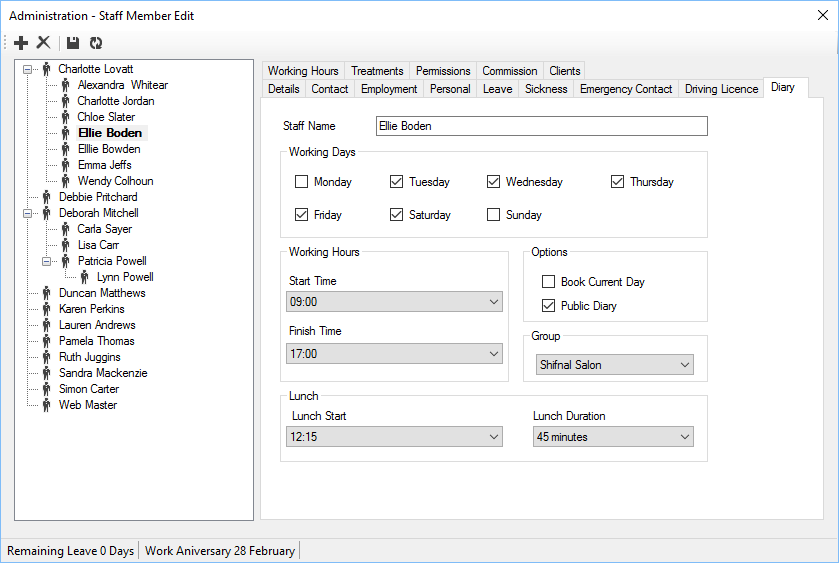 Administration - Staff Member Edit
Charlotte Lovatt
Alexandra Whitear
Charlotte Jordan
Chloe Slater
Ellie Boden
Elllie Bowden
Emma Jeffs
Wendy Colhoun
Debbie Pritchard
Deborah Mitchell
Carla Sayer
Lisa Carr
Patricia Powell
Lynn Powell
Duncan Matthews
Karen Perkins
Lauren Andrews
Pamela Thomas
Ruth Juggins
Sandra Mackenzie
Simon Carter
Web Master
Working Hours Treatments Permissions Commission Clients
Details Contact Employment Personal Leave Sickness Emergency Contact Driving Licence Diary
Staff Name Ellie Boden
Working Days
Monday Tuesday Wednesday Thursday
Friday Saturday Sunday
Working Hours
Start Time
09:00
Finish Time
17:00
Options
Book Current Day
Public Diary
Group
Shifnal Salon
Lunch
Lunch Start Lunch Duration
12:15 45 minutes
Remaining Leave 0 Days Work Aniversary 28 February